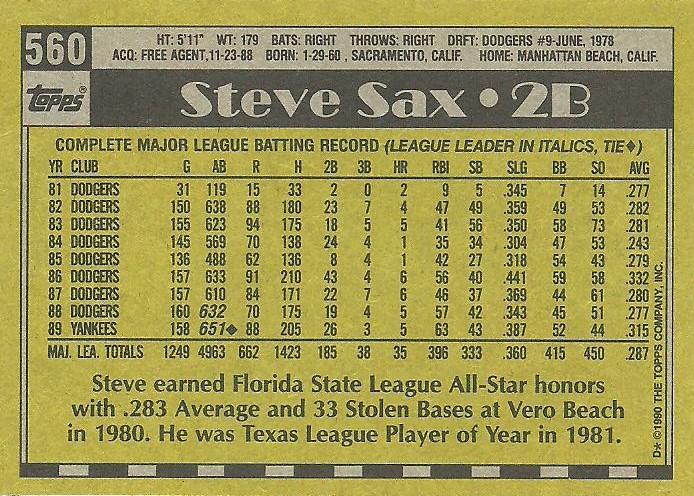 560
HT: 5'11" WT: 179 BATS: RIGHT THROWS: RIGHT DRFT: DODGERS #9-JUNE, 1978
ACQ: FREE AGENT,11-23-88 BORN: 1-29-60 , SACRAMENTO, CALIF. HOME: MANHATTAN BEACH, CALIF.
Topps®
Steve Sax • 2B
COMPLETE MAJOR LEAGUE BATTING RECORD (LEAGUE LEADER IN ITALICS, TIE♦)
YR CLUB G AB R H 2B 3B HR RBI SB SLG BB SO AVG
81 DODGERS 31 119 15 33 2 0 2 9 5 .345 7 14 .277
82 DODGERS 150 638 88 180 23 7 4 47 49 .359 49 53 .282
83 DODGERS 155 623 94 175 18 5 5 41 56 .350 58 73 .281
84 DODGERS 145 569 70 138 24 4 1 35 34 .304 47 53 .243
85 DODGERS 136 488 62 136 8 4 1 42 27 .318 54 43 .279
86 DODGERS 157 633 91 210 43 4 6 56 40 .441 59 58 .332
87 DODGERS 157 610 84 171 22 7 6 46 37 .369 44 61 .280
88 DODGERS 160 632 70 175 19 4 5 57 42 .343 45 51 .277
89 YANKEES 158 651♦ 88 205 26 3 5 63 43 .387 52 44 .315
MAJ. LEA. TOTALS 1249 4963 662 1423 185 38 35 396 333 .360 415 450 .287
Steve earned Florida State League All-Star honors
with .283 Average and 33 Stolen Bases at Vero Beach
in 1980. He was Texas League Player of Year in 1981.
D* ©1990 THE TOPPS COMPANY, INC.